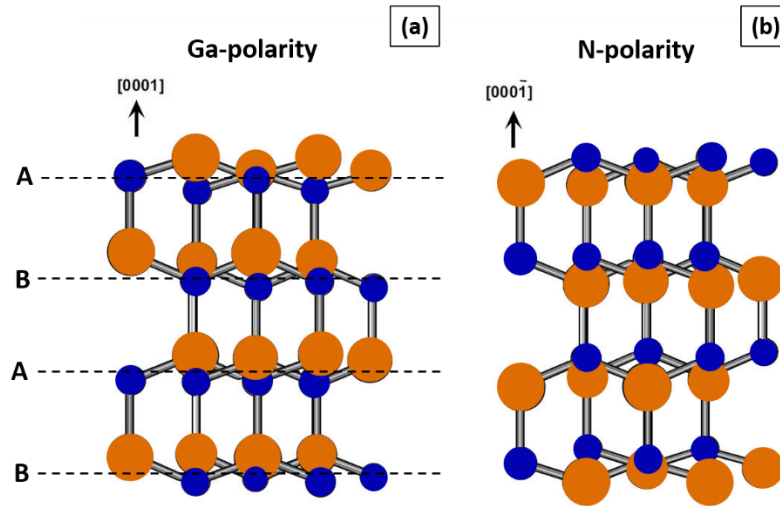 (a)
Ga-polarity
[0001]
A
B
A
B
(b)
N-polarity
[0001̄]